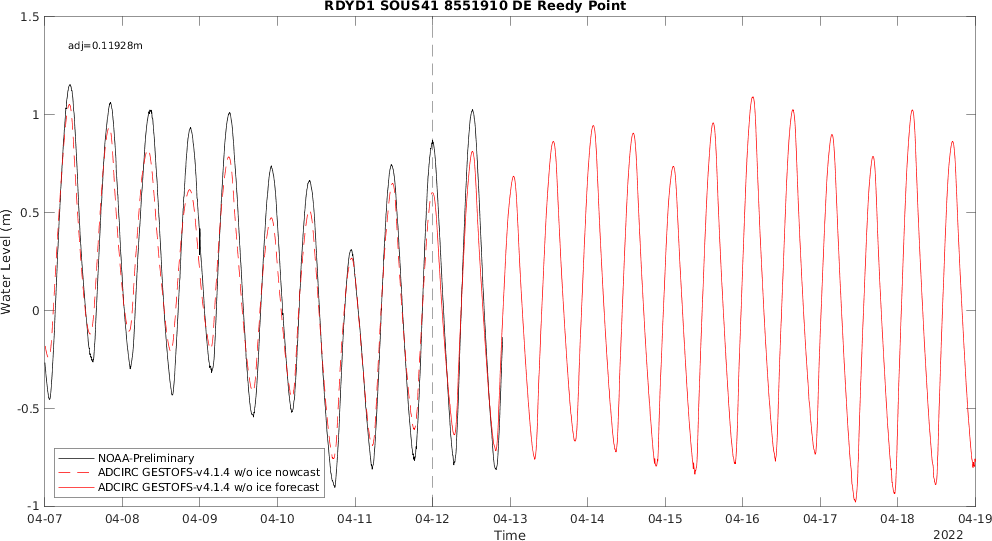 RDYD1 SOUS41 8551910 DE Reedy Point
1.5
adj=0.11928m
1
0.5
0
-0.5
-1
Water Level (m)
NOAA-Preliminary
ADCIRC GESTOFS-v4.1.4 w/o ice nowcast
ADCIRC GESTOFS-v4.1.4 w/o ice forecast
04-07 04-08 04-09 04-10 04-11 04-12 04-13 04-14 04-15 04-16 04-17 04-18 04-19
Time
2022